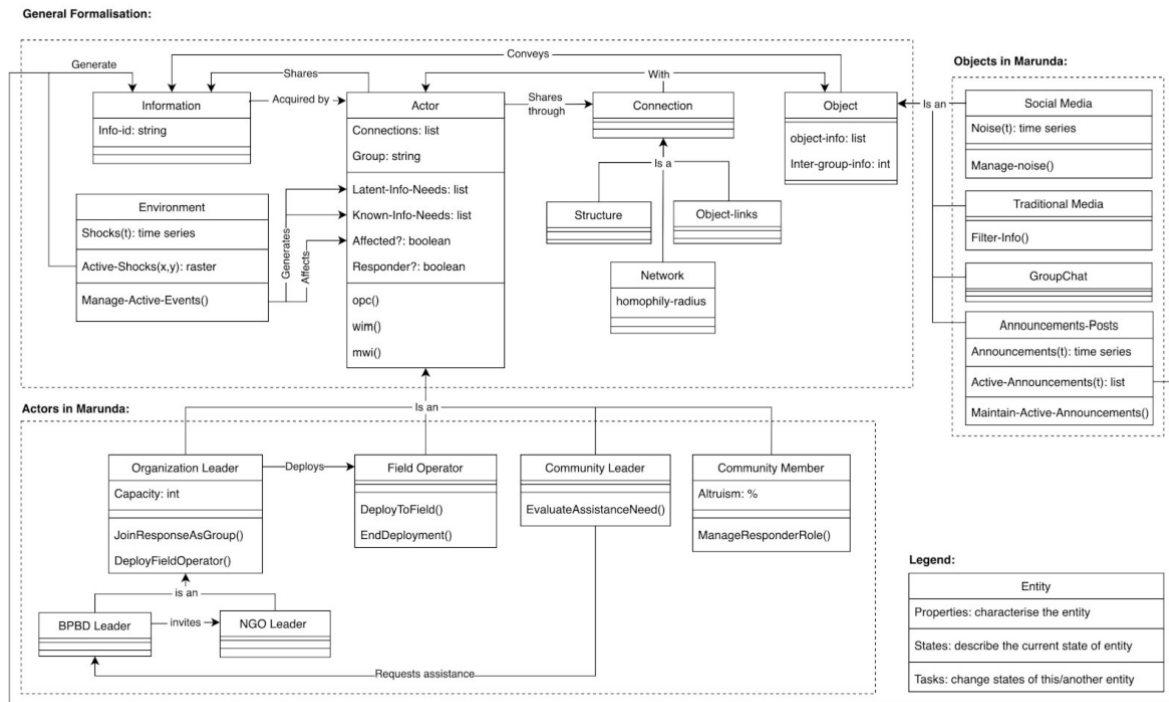 General Formalisation:
Conveys
Generate
Shares
With
Objects in Marunda:
Information
Acquired by
Actor
Shares through
Connection
Object
Is an
Social Media
Info-id: string
Connections: list
Group: string
object-info: list
Inter-group-info: int
Noise(t): time series
Manage-noise()
Is a
Environment
Shocks(t): time series
Active-Shocks(x,y): raster
Manage-Active-Events()
Generates
Affects
Latent-Info-Needs: list
Known-Info-Needs: list
Affected?: boolean
Responder?: boolean
opc()
wim()
mwi()
Structure
Object-links
Network
homophily-radius
Traditional Media
Filter-Info()
GroupChat
Announcements-Posts
Announcements(t): time series
Active-Announcements(t): list
Maintain-Active-Announcements()
Actors in Marunda:
Is an
Organization Leader
Capacity: int
JoinResponseAsGroup()
DeployFieldOperator()
Deploys
Field Operator
DeployToField()
EndDeployment()
Community Leader
EvaluateAssistanceNeed()
Community Member
Altruism: %
ManageResponderRole()
is an
BPBD Leader
invites
NGO Leader
Requests assistance
Legend:
Entity
Properties: characterise the entity
States: describe the current state of entity
Tasks: change states of this/another entity